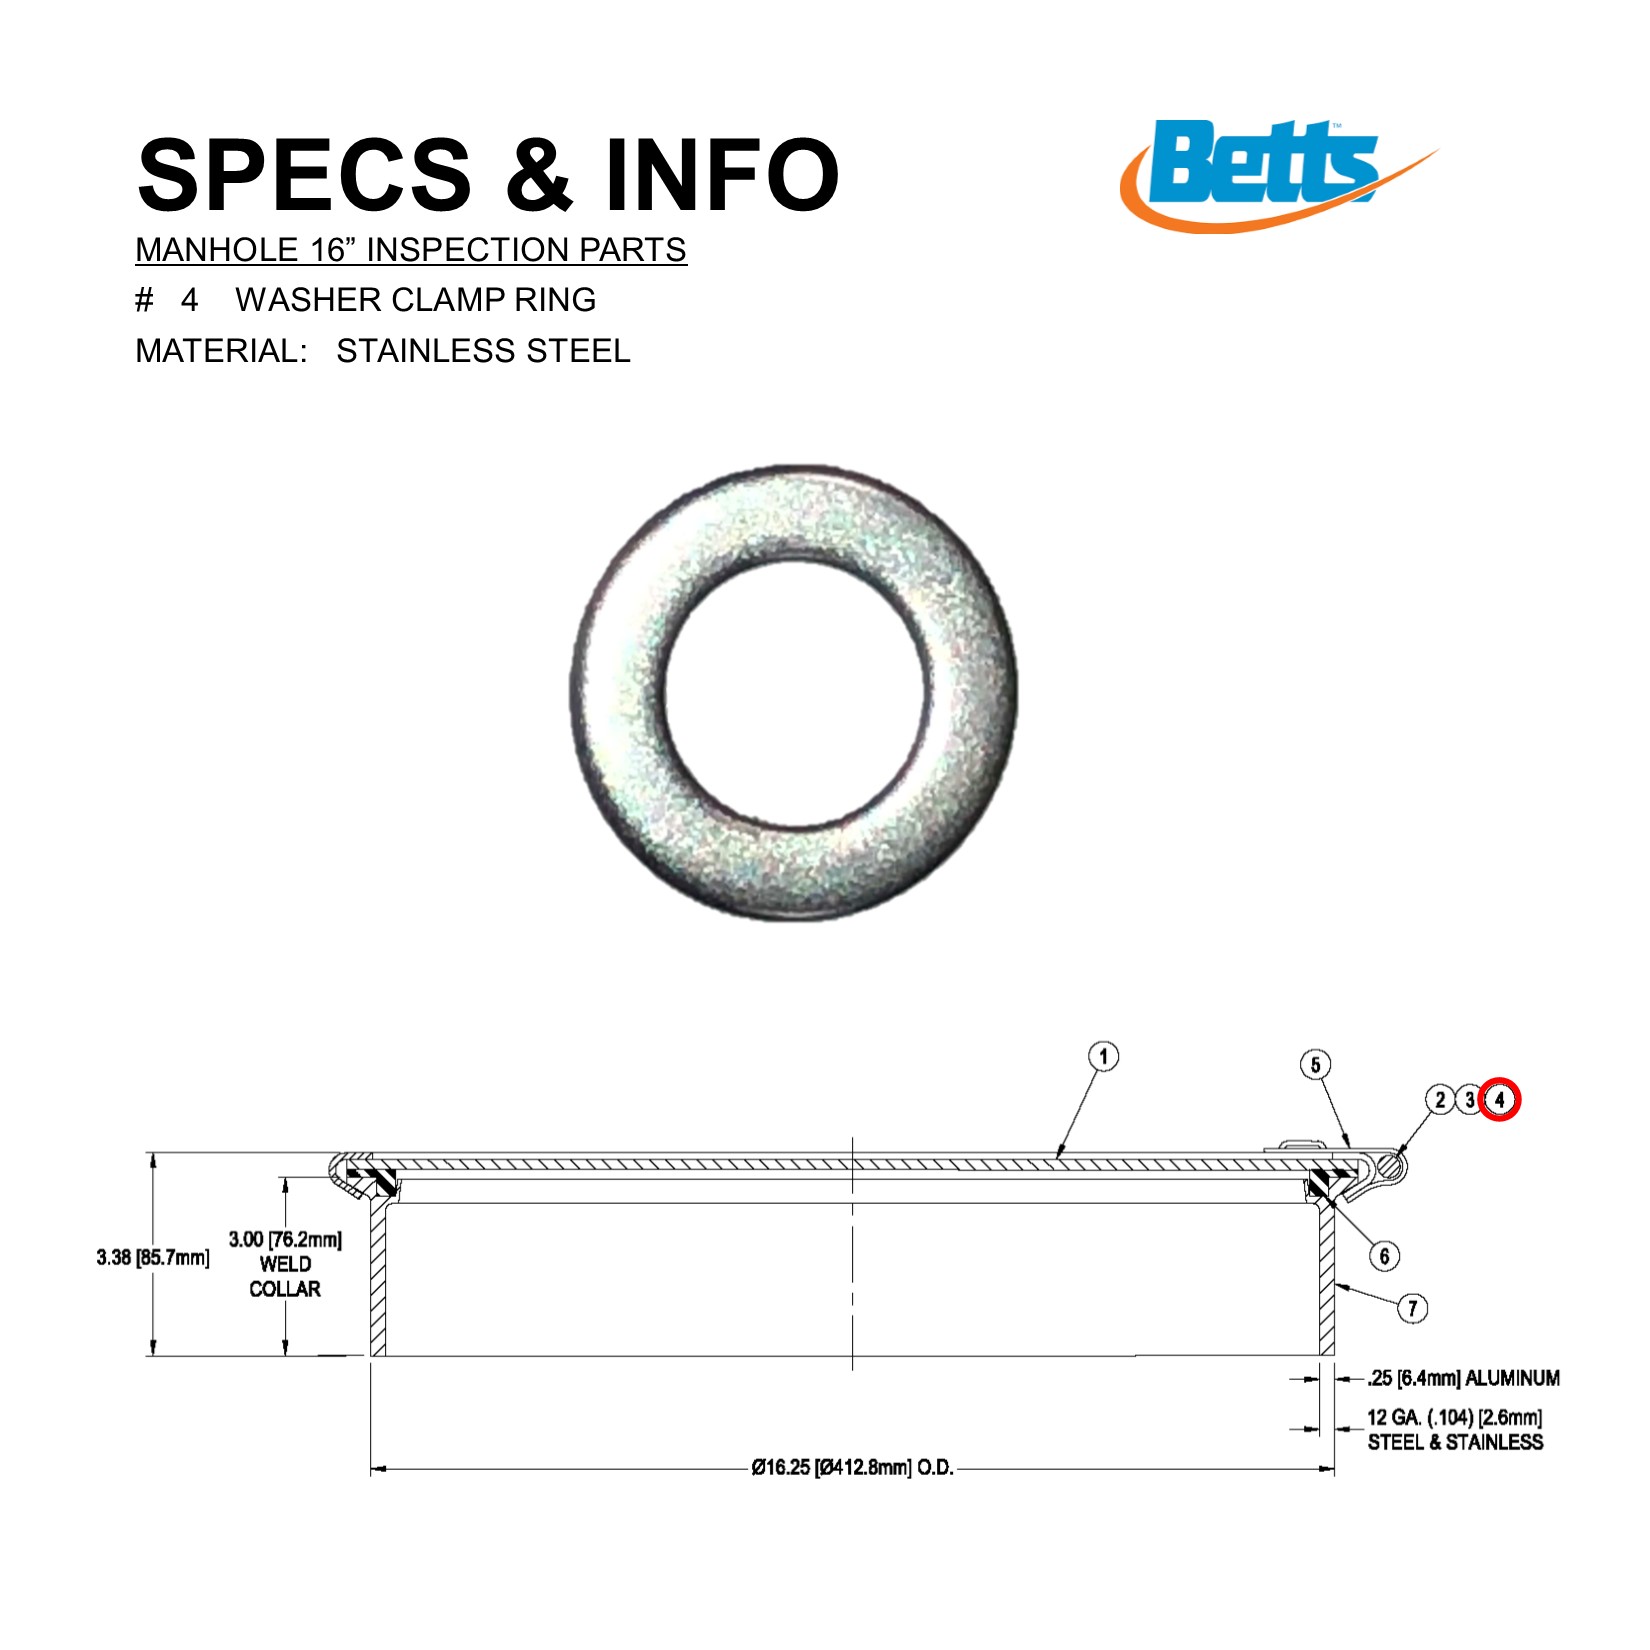 SPECS & INFO
Betts™
MANHOLE 16” INSPECTION PARTS
# 4 WASHER CLAMP RING
MATERIAL: STAINLESS STEEL
1
5
2 3 4
3.38 [85.7mm]
3.00 [76.2mm]
WELD
COLLAR
6
7
.25 [6.4mm] ALUMINUM
12 GA. (.104) [2.6mm]
STEEL & STAINLESS
Ø16.25 [Ø412.8mm] O.D.